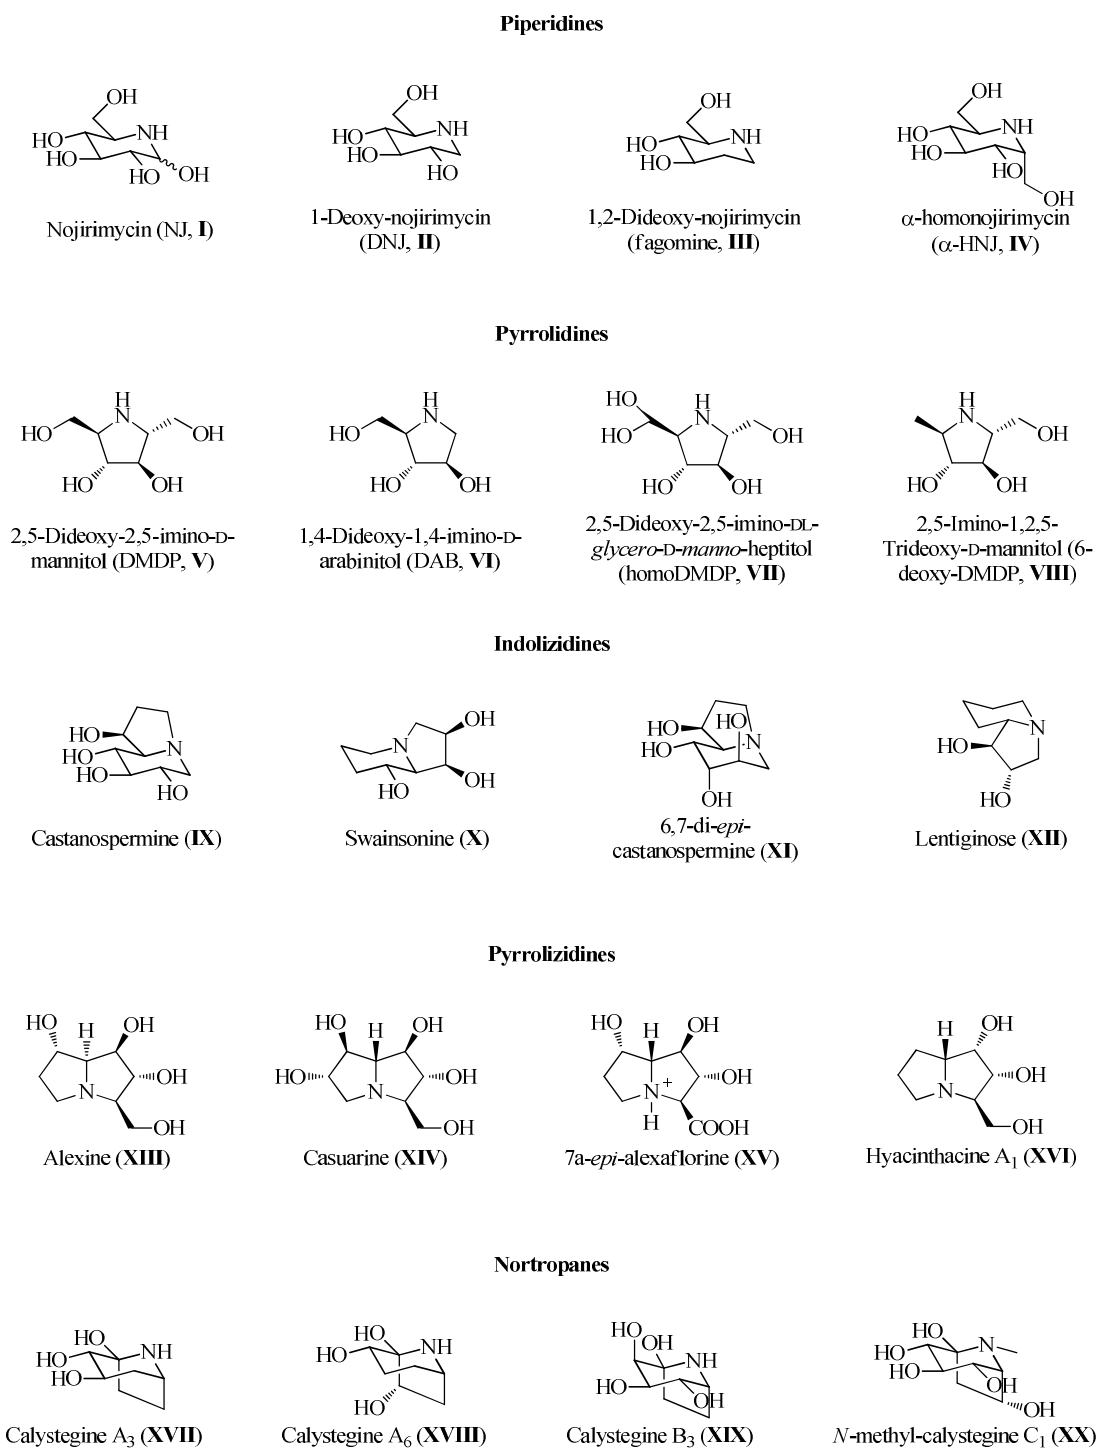 Piperidines
OH
HO
HO
NH
HO
OH
Nojirimycin (NJ, I)
OH
HO
HO
NH
HO
1-Deoxy-nojirimycin
(DNJ, II)
OH
HO
HO
NH
1,2-Dideoxy-nojirimycin
(fagomine, III)
OH
HO
HO
NH
HO
OH
α-homonojirimycin
(α-HNJ, IV)
Pyrrolidines
H
N
HO
OH
HO
OH
2,5-Dideoxy-2,5-imino-D-
mannitol (DMDP, V)
H
N
HO
HO
OH
1,4-Dideoxy-1,4-imino-D-
arabinitol (DAB, VI)
HO
HO
H
N
OH
HO
OH
2,5-Dideoxy-2,5-imino-DL-
glycero-D-manno-heptitol
(homoDMDP, VII)
H
N
OH
HO
OH
2,5-Imino-1,2,5-
Trideoxy-D-mannitol (6-
deoxy-DMDP, VIII)
Indolizidines
HO
HO
HO
N
HO
Castanospermine (IX)
OH
N
OH
HO
Swainsonine (X)
HO
HO
HO
N
OH
6,7-di-epi-
castanospermine (XI)
N
HO
HO
Lentiginose (XII)
Pyrrolizidines
HO
H
OH
OH
N
OH
Alexine (XIII)
HO
H
OH
HO
OH
N
OH
Casuarine (XIV)
HO
H
OH
OH
N+
H
COOH
7a-epi-alexaflorine (XV)
H
OH
OH
N
OH
Hyacinthacine A1 (XVI)
Nortropanes
HO
HO
HO
NH
Calystegine A3 (XVII)
HO
HO
NH
HO
Calystegine A6 (XVIII)
HO
OH
NH
HO
OH
Calystegine B3 (XIX)
HO
HO
HO
N
OH
OH
N-methyl-calystegine C1 (XX)